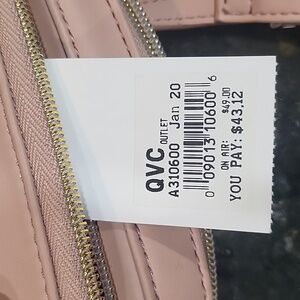 QVC OUTLET
A310600 Jan 20
0 09013 10600 6
ON AIR: $49.00
YOU PAY: $43.12